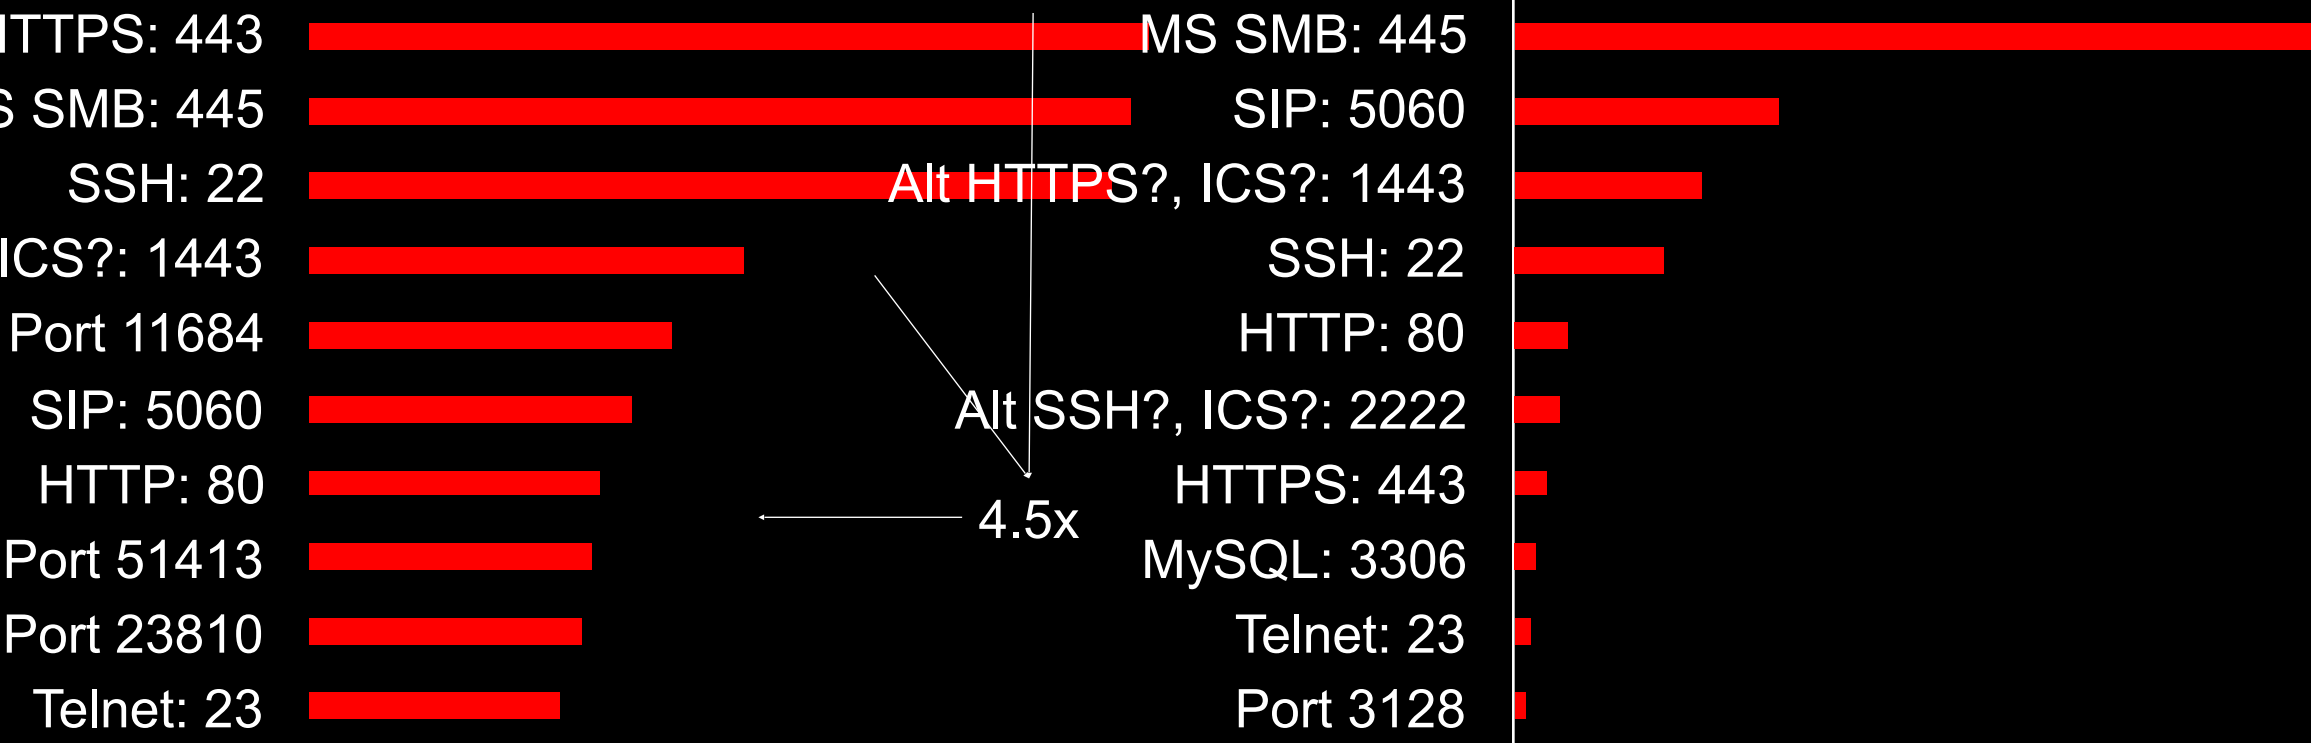 HTTPS: 443
MS SMB: 445
SSH: 22
ICS?: 1443
Port 11684
SIP: 5060
HTTP: 80
Port 51413
Port 23810
Telnet: 23
4.5x
MS SMB: 445
SIP: 5060
Alt HTTPS?, ICS?: 1443
SSH: 22
HTTP: 80
Alt SSH?, ICS?: 2222
HTTPS: 443
MySQL: 3306
Telnet: 23
Port 3128